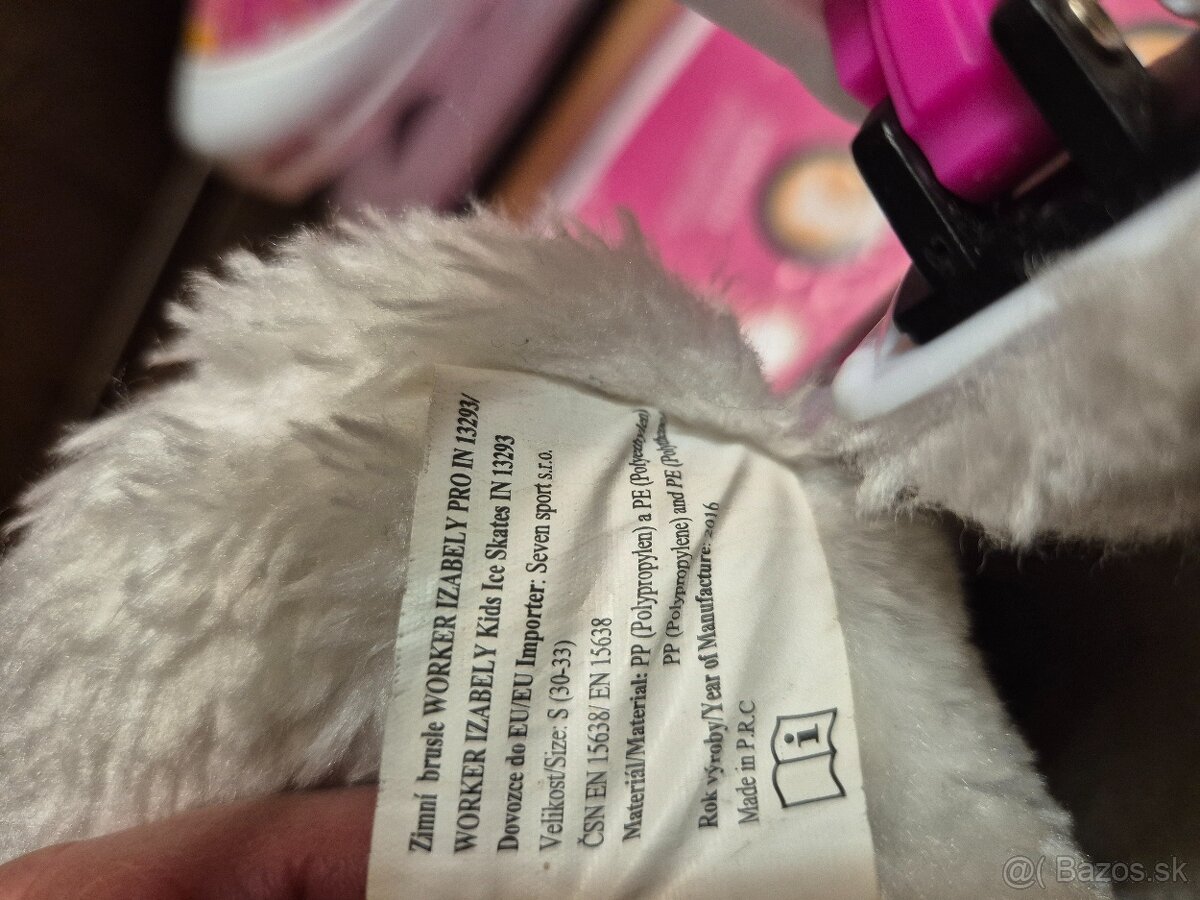 Zimní brusle WORKER IZABELY PRO IN 13293/
WORKER IZABELY Kids Ice Skates IN 13293
Dovozce do EU/EU Importer: Seven sport s.r.o.
Velikost/Size: S (30-33)
ČSN EN 15638/ EN 15638
Materiál/Material: PP (Polypropylen) a PE
PP (Polypropylene) and PE
Rok výroby/Year of Manufacture: 2016
Made in P.R.C
i
@( Bazos.sk